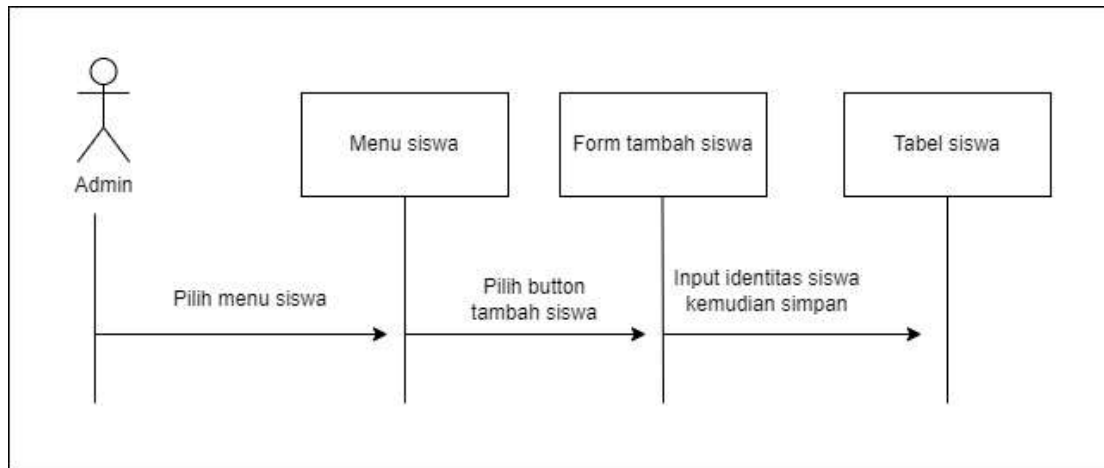 Admin
Menu siswa
Form tambah siswa
Tabel siswa
Pilih menu siswa
Pilih button
tambah siswa
Input identitas siswa
kemudian simpan